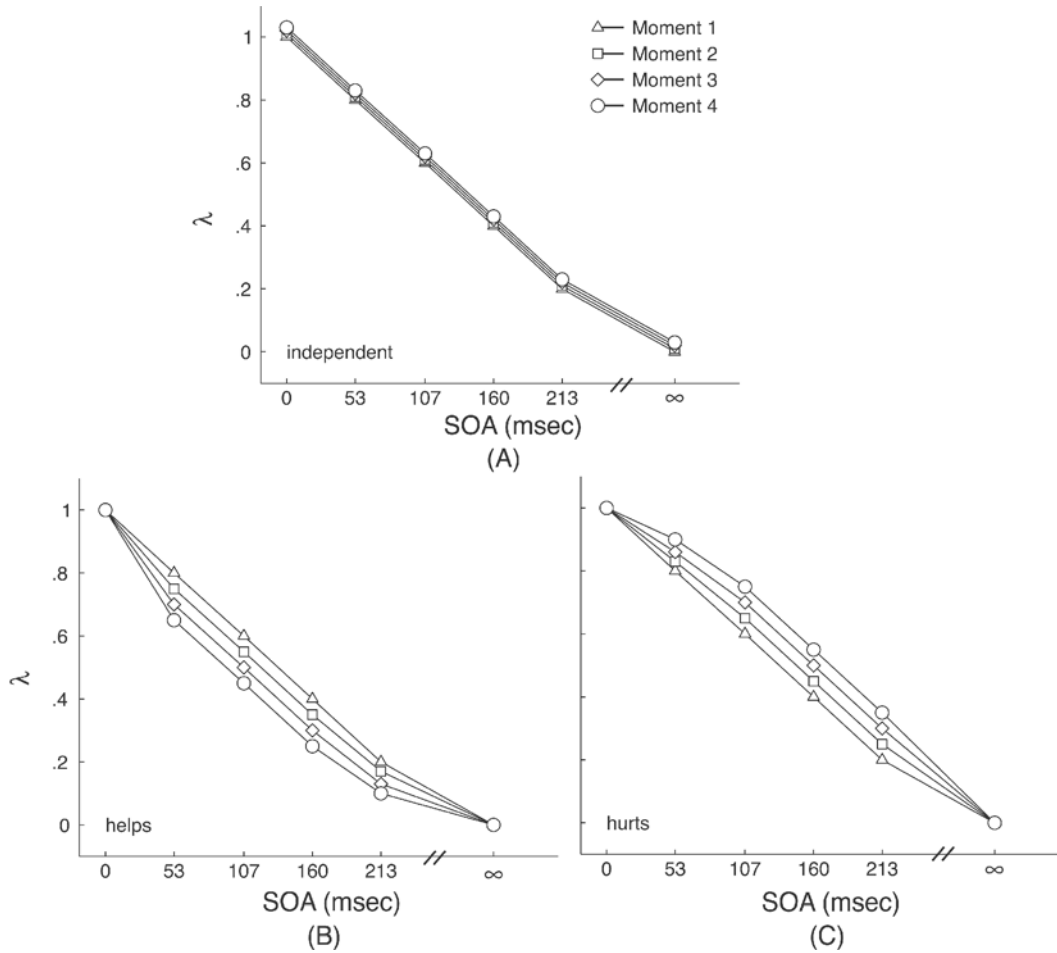 1
.8
.6
.4
.2
0
λ
Moment 1
Moment 2
Moment 3
Moment 4
independent
0 53 107 160 213 ∞
SOA (msec)
(A)
1
.8
.6
.4
.2
0
λ
helps
0 53 107 160 213 ∞
SOA (msec)
(B)
hurts
0 53 107 160 213 ∞
SOA (msec)
(C)